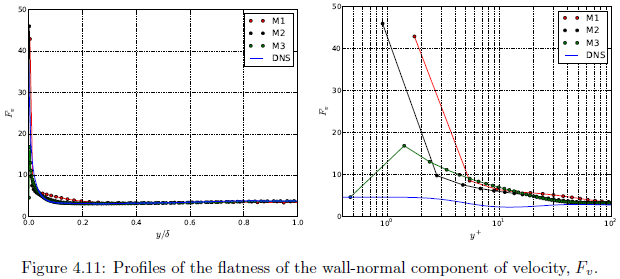 50
40
30
20
10
0
F_v
0.0
0.2
0.4
0.6
0.8
1.0
y/δ
M1
M2
M3
DNS
50
40
30
20
10
0
F_v
10^0
10^1
10^2
y^+
M1
M2
M3
DNS
Figure 4.11: Profiles of the flatness of the wall-normal component of velocity, F_v.